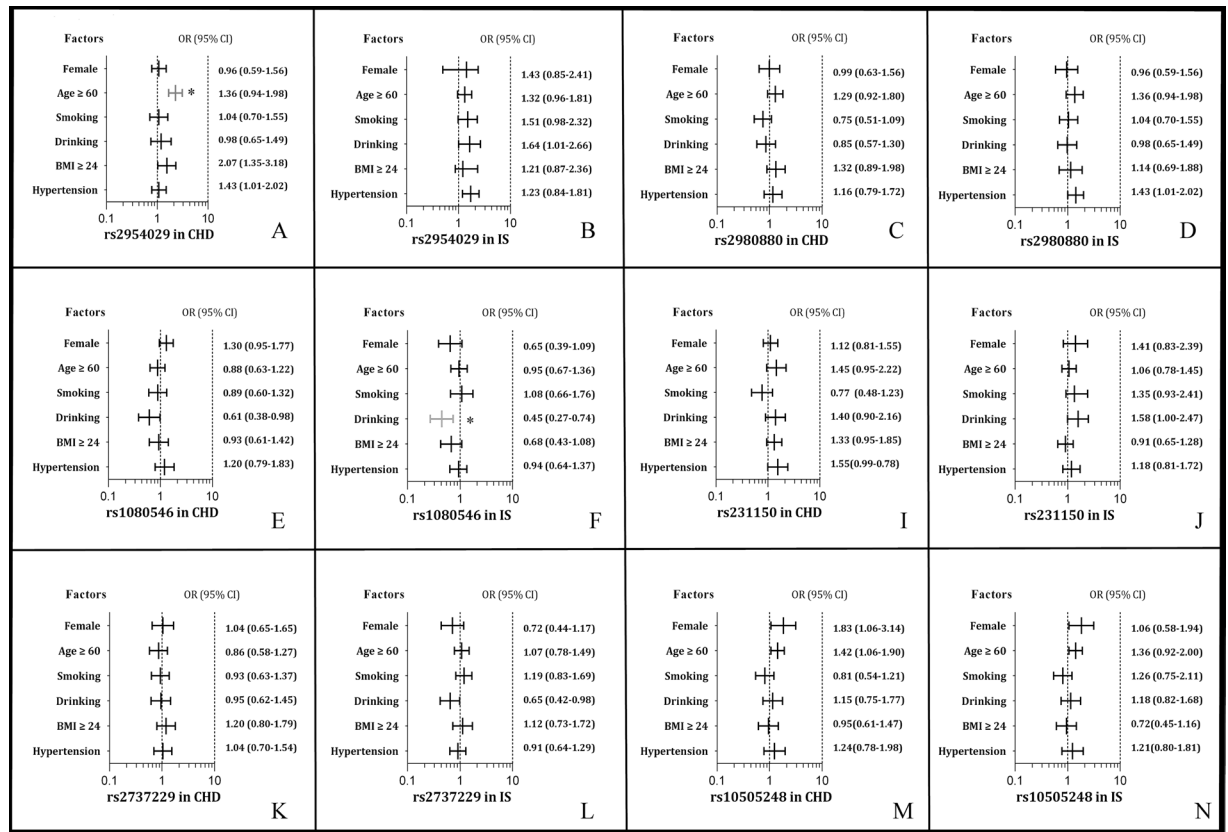 Factors OR (95% CI)
Female 0.96 (0.59-1.56)
Age ≥ 60 * 1.36 (0.94-1.98)
Smoking 1.04 (0.70-1.55)
Drinking 0.98 (0.65-1.49)
BMI ≥ 24 2.07 (1.35-3.18)
Hypertension 1.43 (1.01-2.02)
0.1 1 10
rs2954029 in CHD A
Factors OR (95% CI)
Female 1.43 (0.85-2.41)
Age ≥ 60 1.32 (0.96-1.81)
Smoking 1.51 (0.98-2.32)
Drinking 1.64 (1.01-2.66)
BMI ≥ 24 1.21 (0.87-2.36)
Hypertension 1.23 (0.84-1.81)
0.1 1 10
rs2954029 in IS B
Factors OR (95% CI)
Female 0.99 (0.63-1.56)
Age ≥ 60 1.29 (0.92-1.80)
Smoking 0.75 (0.51-1.09)
Drinking 0.85 (0.57-1.30)
BMI ≥ 24 1.32 (0.89-1.98)
Hypertension 1.16 (0.79-1.72)
0.1 1 10
rs2980880 in CHD C
Factors OR (95% CI)
Female 0.96 (0.59-1.56)
Age ≥ 60 1.36 (0.94-1.98)
Smoking 1.04 (0.70-1.55)
Drinking 0.98 (0.65-1.49)
BMI ≥ 24 1.14 (0.69-1.88)
Hypertension 1.43 (1.01-2.02)
0.1 1 10
rs2980880 in IS D
Factors OR (95% CI)
Female 1.30 (0.95-1.77)
Age ≥ 60 0.88 (0.63-1.22)
Smoking 0.89 (0.60-1.32)
Drinking 0.61 (0.38-0.98)
BMI ≥ 24 0.93 (0.61-1.42)
Hypertension 1.20 (0.79-1.83)
0.1 1 10
rs1080546 in CHD E
Factors OR (95% CI)
Female 0.65 (0.39-1.09)
Age ≥ 60 0.95 (0.67-1.36)
Smoking 1.08 (0.66-1.76)
Drinking * 0.45 (0.27-0.74)
BMI ≥ 24 0.68 (0.43-1.08)
Hypertension 0.94 (0.64-1.37)
0.1 1 10
rs1080546 in IS F
Factors OR (95% CI)
Female 1.12 (0.81-1.55)
Age ≥ 60 1.45 (0.95-2.22)
Smoking 0.77 (0.48-1.23)
Drinking 1.40 (0.90-2.16)
BMI ≥ 24 1.33 (0.95-1.85)
Hypertension 1.55(0.99-0.78)
0.1 1 10
rs231150 in CHD I
Factors OR (95% CI)
Female 1.41 (0.83-2.39)
Age ≥ 60 1.06 (0.78-1.45)
Smoking 1.35 (0.93-2.41)
Drinking 1.58 (1.00-2.47)
BMI ≥ 24 0.91 (0.65-1.28)
Hypertension 1.18 (0.81-1.72)
0.1 1 10
rs231150 in IS J
Factors OR (95% CI)
Female 1.04 (0.65-1.65)
Age ≥ 60 0.86 (0.58-1.27)
Smoking 0.93 (0.63-1.37)
Drinking 0.95 (0.62-1.45)
BMI ≥ 24 1.20 (0.80-1.79)
Hypertension 1.04 (0.70-1.54)
0.1 1 10
rs2737229 in CHD K
Factors OR (95% CI)
Female 0.72 (0.44-1.17)
Age ≥ 60 1.07 (0.78-1.49)
Smoking 1.19 (0.83-1.69)
Drinking 0.65 (0.42-0.98)
BMI ≥ 24 1.12 (0.73-1.72)
Hypertension 0.91 (0.64-1.29)
0.1 1 10
rs2737229 in IS L
Factors OR (95% CI)
Female 1.83 (1.06-3.14)
Age ≥ 60 1.42 (1.06-1.90)
Smoking 0.81 (0.54-1.21)
Drinking 1.15 (0.75-1.77)
BMI ≥ 24 0.95(0.61-1.47)
Hypertension 1.24(0.78-1.98)
0.1 1 10
rs10505248 in CHD M
Factors OR (95% CI)
Female 1.06 (0.58-1.94)
Age ≥ 60 1.36 (0.92-2.00)
Smoking 1.26 (0.75-2.11)
Drinking 1.18 (0.82-1.68)
BMI ≥ 24 0.72(0.45-1.16)
Hypertension 1.21(0.80-1.81)
0.1 1 10
rs10505248 in IS N